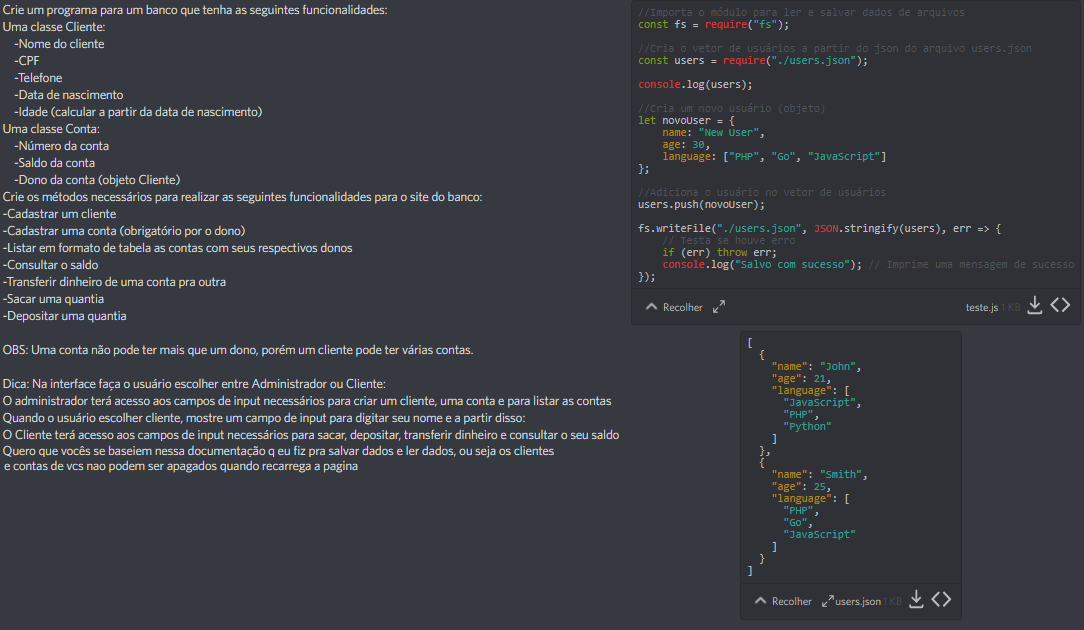 Crie um programa para um banco que tenha as seguintes funcionalidades:
Uma classe Cliente:
-Nome do cliente
-CPF
-Telefone
-Data de nascimento
-Idade (calcular a partir da data de nascimento)
Uma classe Conta:
-Número da conta
-Saldo da conta
-Dono da conta (objeto Cliente)
Crie os métodos necessários para realizar as seguintes funcionalidades para o site do banco:
-Cadastrar um cliente
-Cadastrar uma conta (obrigatório por o dono)
-Listar em formato de tabela as contas com seus respectivos donos
-Consultar o saldo
-Transferir dinheiro de uma conta pra outra
-Sacar uma quantia
-Depositar uma quantia
OBS: Uma conta não pode ter mais que um dono, porém um cliente pode ter várias contas.
Dica: Na interface faça o usuário escolher entre Administrador ou Cliente:
O administrador terá acesso aos campos de input necessários para criar um cliente, uma conta e para listar as contas
Quando o usuário escolher cliente, mostre um campo de input para digitar seu nome e a partir disso:
O Cliente terá acesso aos campos de input necessários para sacar, depositar, transferir dinheiro e consultar o seu saldo
Quero que vocês se baseiem nessa documentação q eu fiz pra salvar dados e ler dados, ou seja os clientes
e contas de vcs nao podem ser apagados quando recarrega a pagina
//Importa o módulo para ler e salvar dados de arquivos
const fs = require("fs");
//Cria o vetor de usuários a partir do json do arquivo users.json
const users = require("./users.json");
console.log(users);
//Cria um novo usuário (objeto)
let novoUser = {
name: "New User",
age: 30,
language: ["PHP", "Go", "JavaScript"]
};
//Adiciona o usuário no vetor de usuários
users.push(novoUser);
fs.writeFile("./users.json", JSON.stringify(users), err => {
// Testa se houve erro
if (err) throw err;
console.log("Salvo com sucesso"); // Imprime uma mensagem de sucesso
});
Recolher teste.js 1 KB <>
[
{
"name": "John",
"age": 21,
"language": [
"JavaScript",
"PHP",
"Python"
]
},
{
"name": "Smith",
"age": 25,
"language": [
"PHP",
"Go",
"JavaScript"
]
}
]
Recolher users.json 1 KB <>